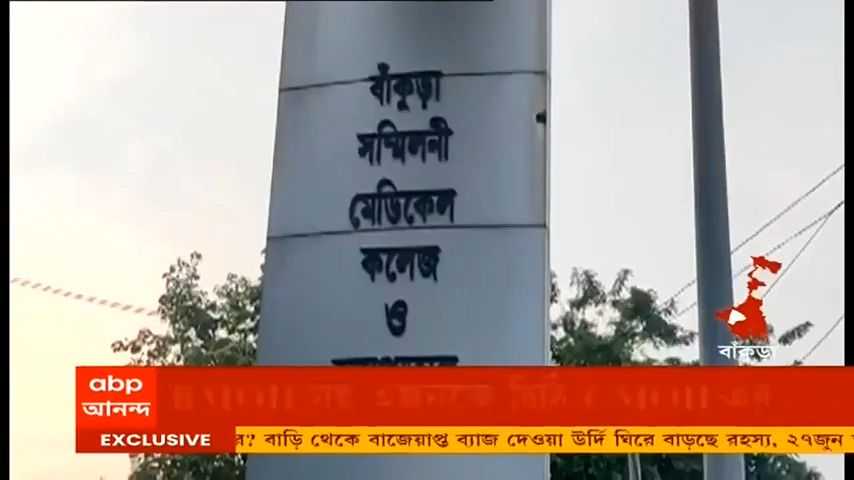 বাঁকুড়া
সম্মিলনী
মেডিকেল
কলেজ
ও
বাঁকুড়া
abp
আনন্দ
EXCLUSIVE
? বাড়ি থেকে বাজেয়াপ্ত ব্যাজ দেওয়া উর্দি ঘিরে বাড়ছে রহস্য, ২৭জুন